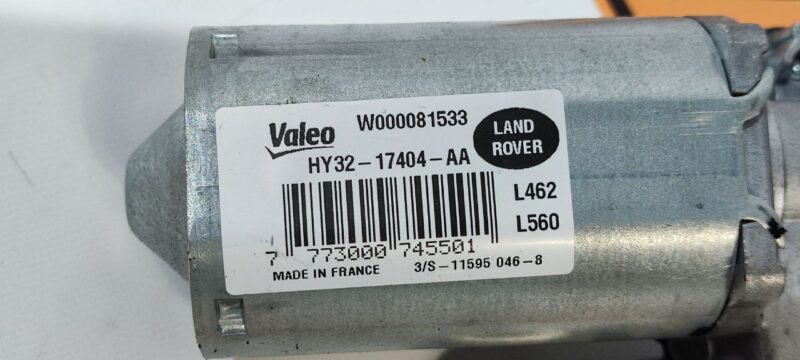 Valeo W000081533
LAND ROVER
HY32-17404-AA
L462
L560
7 773000 745501
MADE IN FRANCE 3/S-11595 046-8